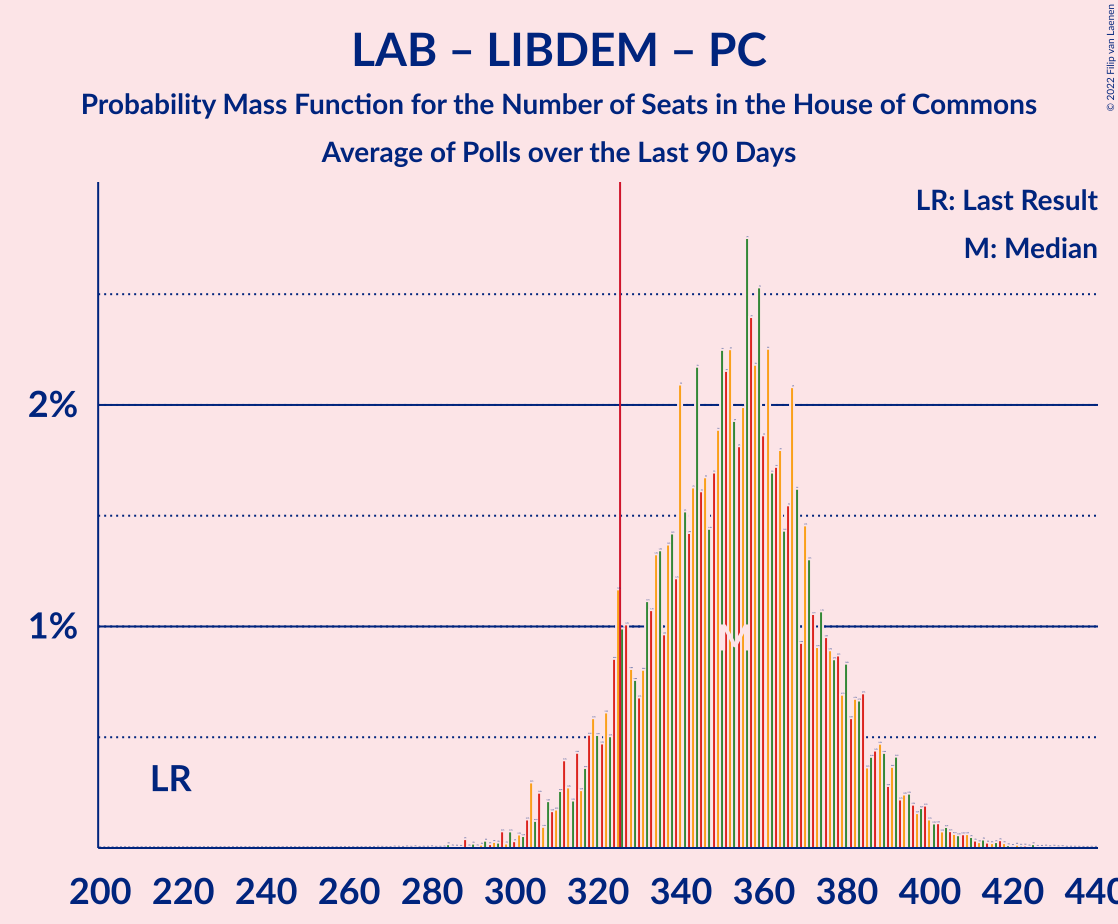 LAB – LIBDEM – PC
Probability Mass Function for the Number of Seats in the House of Commons
Average of Polls over the Last 90 Days
© 2022 Filip van Laenen
LR: Last Result
M: Median
2%
1%
M
LR
200 220 240 260 280 300 320 340 360 380 400 420 440